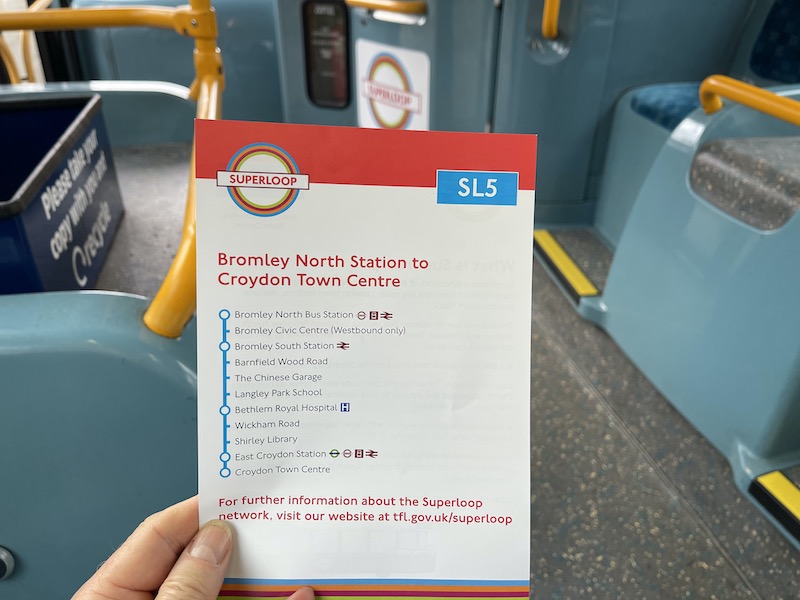 SUPERLOOP
Please take your
copy with you not
recycle
SUPERLOOP
SL5
Bromley North Station to
Croydon Town Centre
Bromley North Bus Station
Bromley Civic Centre (Westbound only)
Bromley South Station
Barnfield Wood Road
The Chinese Garage
Langley Park School
Bethlem Royal Hospital H
Wickham Road
Shirley Library
East Croydon Station
Croydon Town Centre
For further information about the Superloop
network, visit our website at tfl.gov.uk/superloop